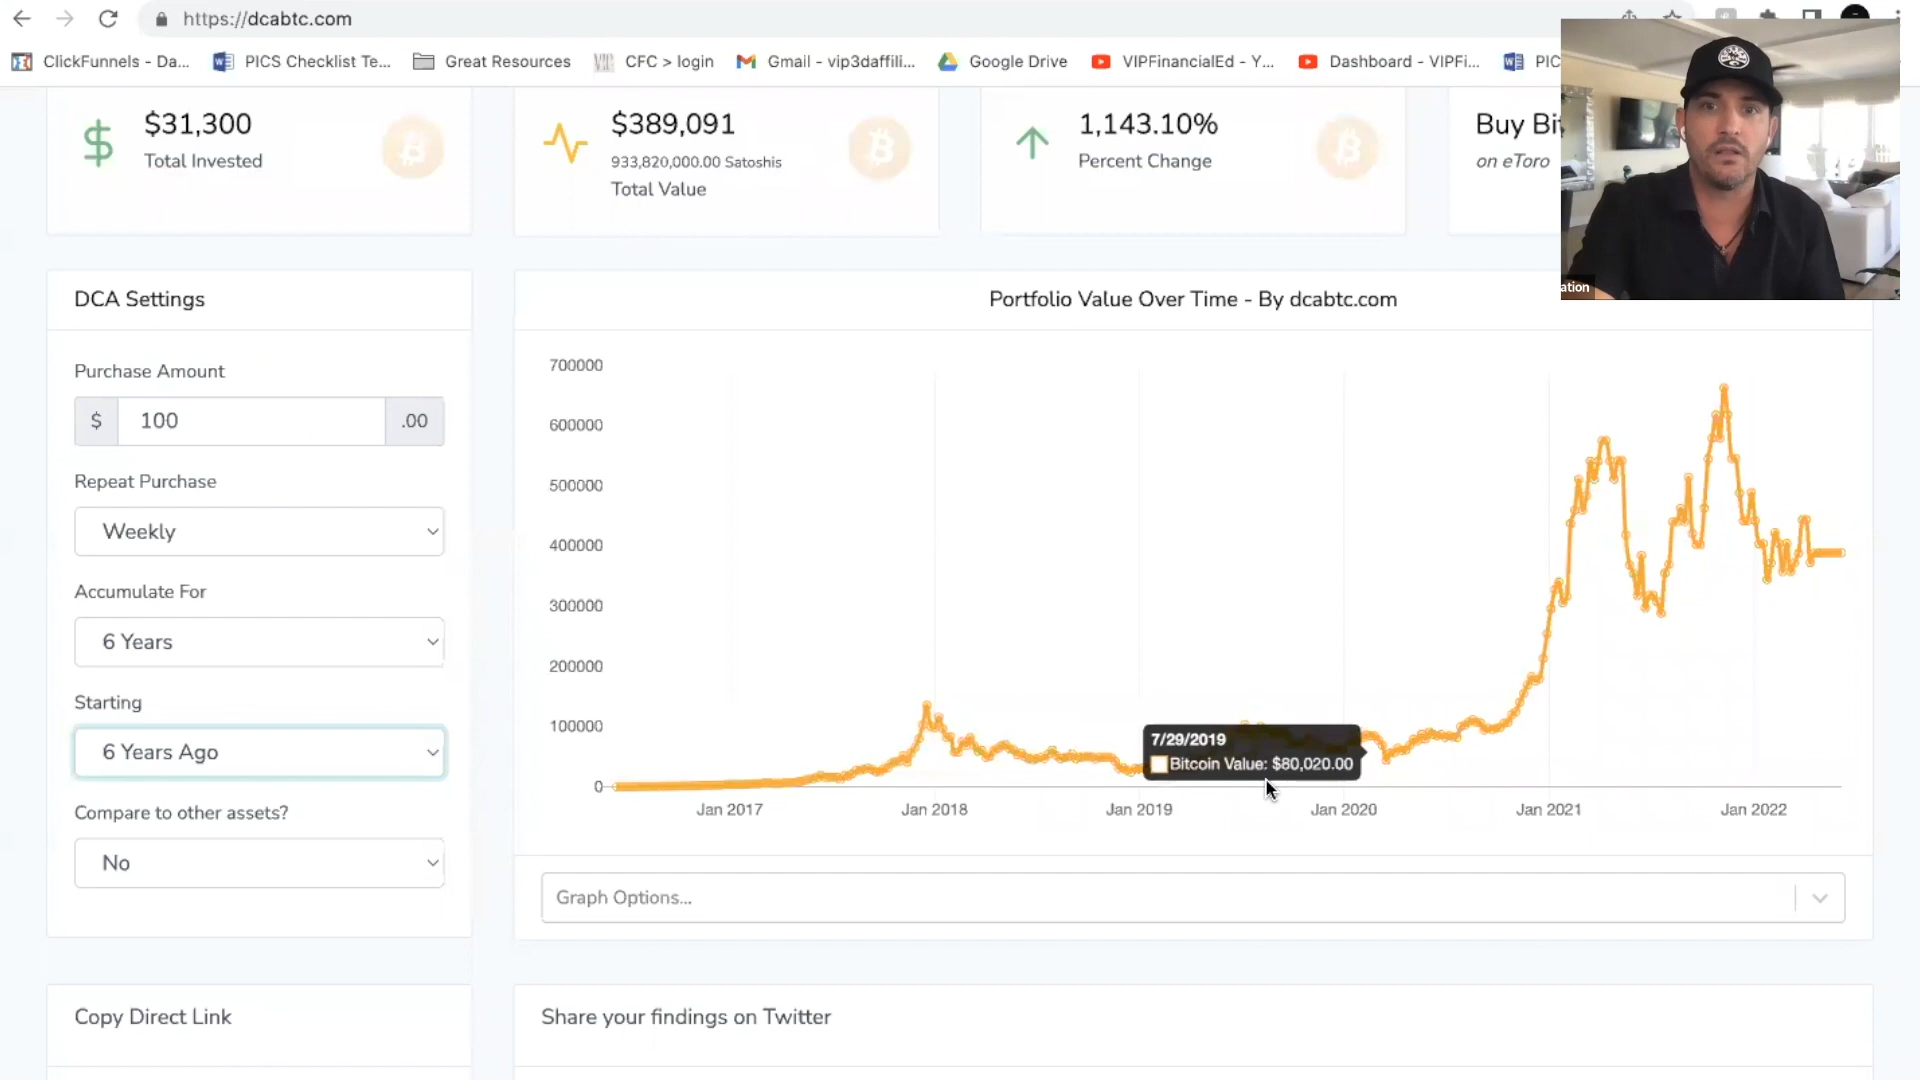 https://dcabtc.com
ClickFunnels - Da...
PICS Checklist Te...
Great Resources
CFC > login
Gmail - vip3daffili...
Google Drive
VIPFinancialEd - Y...
Dashboard - VIPFi...
PIC
$31,300
Total Invested
$389,091
933,820,000.00 Satoshis
Total Value
1,143.10%
Percent Change
Buy Bi
on eToro
ation
DCA Settings
Purchase Amount
$ 100 .00
Repeat Purchase
Weekly
Accumulate For
6 Years
Starting
6 Years Ago
Compare to other assets?
No
Portfolio Value Over Time - By dcabtc.com
700000
600000
500000
400000
300000
200000
100000
0
7/29/2019
Bitcoin Value: $80,020.00
Jan 2017 Jan 2018 Jan 2019 Jan 2020 Jan 2021 Jan 2022
Graph Options...
Copy Direct Link
Share your findings on Twitter